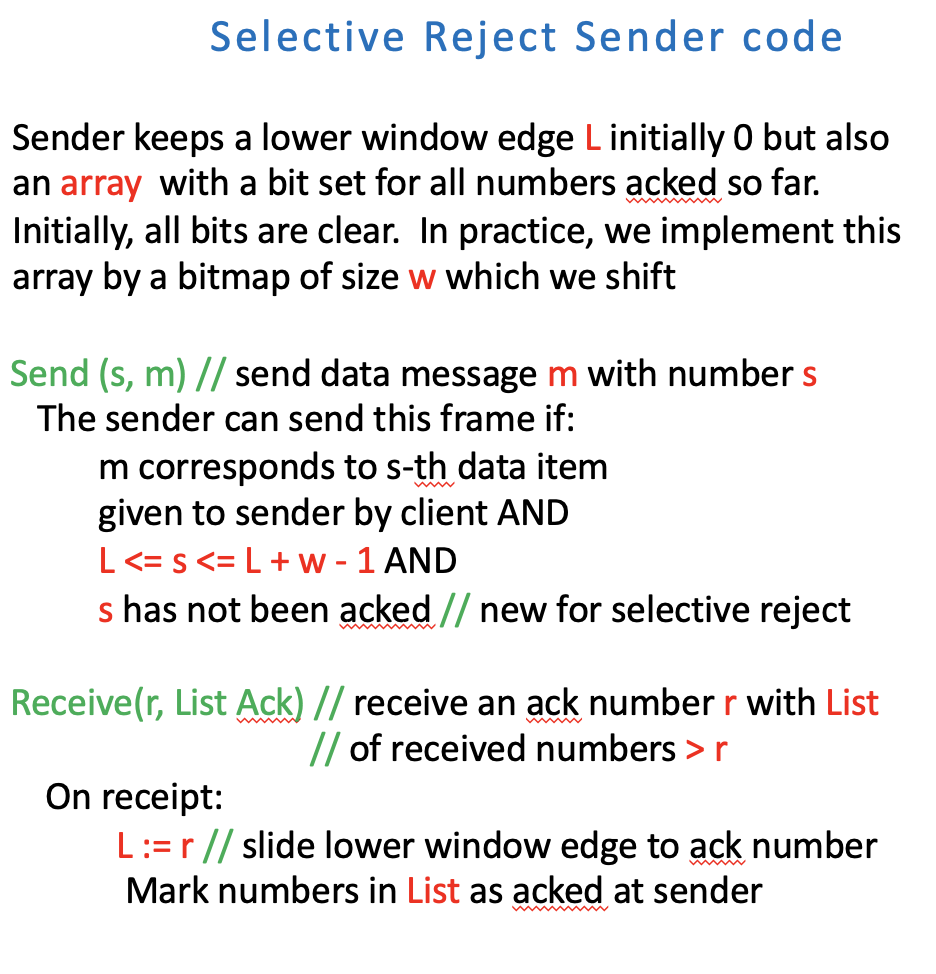 Selective Reject Sender code
Sender keeps a lower window edge L initially 0 but also
an array with a bit set for all numbers acked so far.
Initially, all bits are clear. In practice, we implement this
array by a bitmap of size w which we shift
Send (s, m) // send data message m with number s
The sender can send this frame if:
m corresponds to s-th data item
given to sender by client AND
L <= s <= L + w - 1 AND
s has not been acked // new for selective reject
Receive(r, List Ack) // receive an ack number r with List
// of received numbers > r
On receipt:
L := r // slide lower window edge to ack number
Mark numbers in List as acked at sender